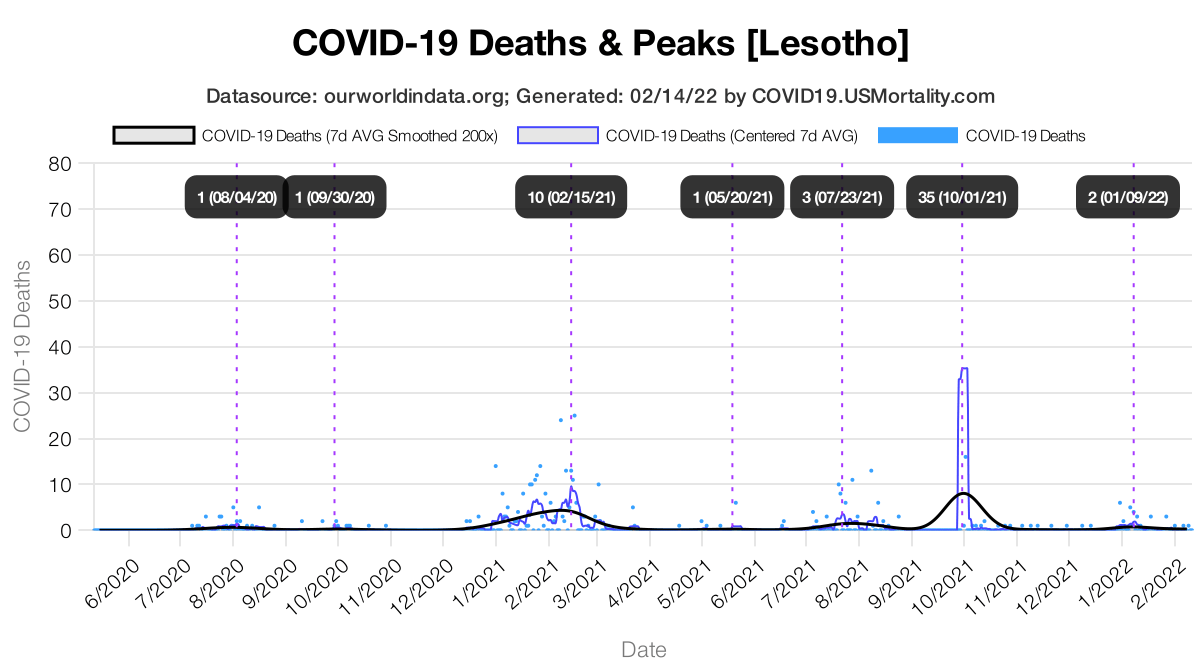 COVID-19 Deaths & Peaks [Lesotho]
Datasource: ourworldindata.org; Generated: 02/14/22 by COVID19.USMortality.com
COVID-19 Deaths (7d AVG Smoothed 200x) COVID-19 Deaths (Centered 7d AVG) COVID-19 Deaths
80
1 (08/04/20) 1 (09/30/20) 10 (02/15/21) 1 (05/20/21) 3 (07/23/21) 35 (10/01/21) 2 (01/09/22)
70
60
50
40
30
20
10
0
COVID-19 Deaths
6/2020 7/2020 8/2020 9/2020 10/2020 11/2020 12/2020 1/2021 2/2021 3/2021 4/2021 5/2021 6/2021 7/2021 8/2021 9/2021 10/2021 11/2021 12/2021 1/2022 2/2022
Date